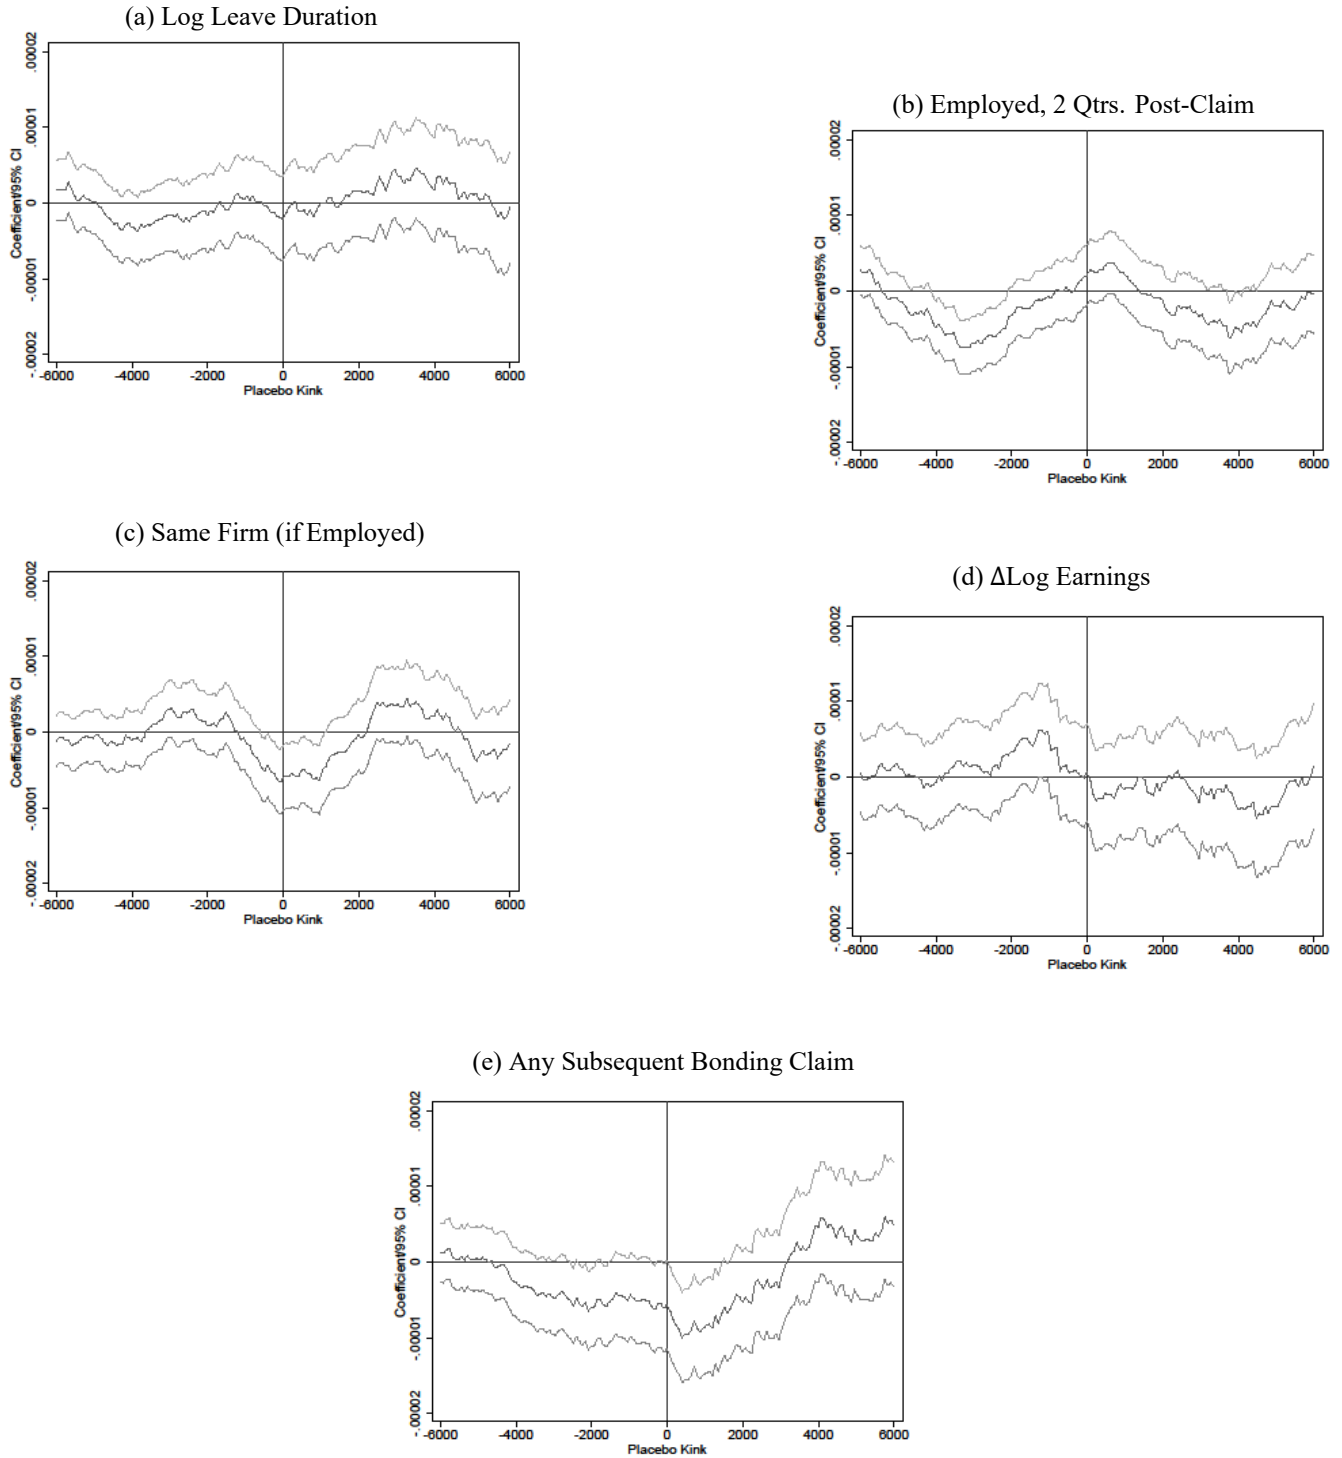 (a) Log Leave Duration
Coefficient/95% CI
.00002
.00001
0
-.00001
-.00002
-6000 -4000 -2000 0 2000 4000 6000
Placebo Kink
(b) Employed, 2 Qtrs. Post-Claim
Coefficient/95% CI
.00002
.00001
0
-.00001
-.00002
-6000 -4000 -2000 0 2000 4000 6000
Placebo Kink
(c) Same Firm (if Employed)
Coefficient/95% CI
.00002
.00001
0
-.00001
-.00002
-6000 -4000 -2000 0 2000 4000 6000
Placebo Kink
(d) ΔLog Earnings
Coefficient/95% CI
.00002
.00001
0
-.00001
-.00002
-6000 -4000 -2000 0 2000 4000 6000
Placebo Kink
(e) Any Subsequent Bonding Claim
Coefficient/95% CI
.00002
.00001
0
-.00001
-.00002
-6000 -4000 -2000 0 2000 4000 6000
Placebo Kink